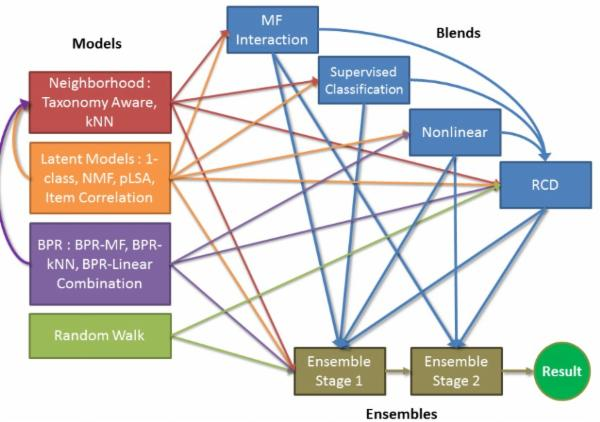 Models
Blends
MF
Interaction
Supervised
Classification
Nonlinear
RCD
Neighborhood :
Taxonomy Aware,
kNN
Latent Models : 1-
class, NMF, pLSA,
Item Correlation
BPR : BPR-MF, BPR-
kNN, BPR-Linear
Combination
Random Walk
Ensemble
Stage 1
Ensemble
Stage 2
Result
Ensembles